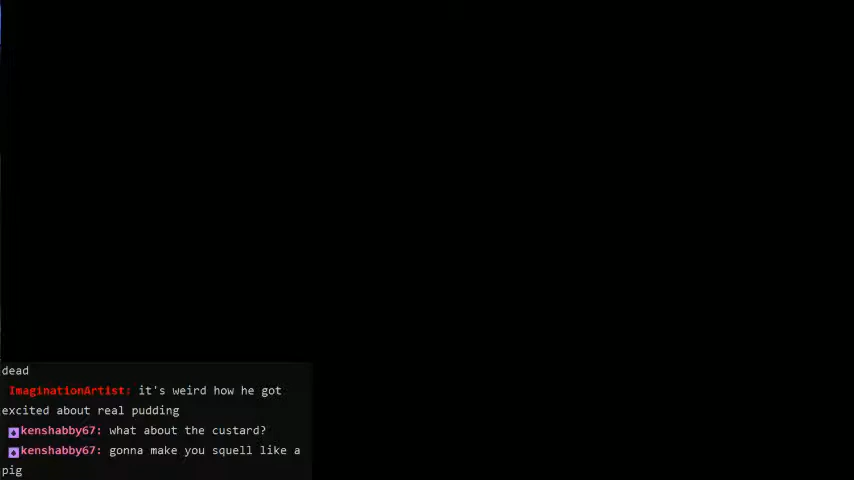 dead
ImaginationArtist: it's weird how he got
excited about real pudding
kenshabby67: what about the custard?
kenshabby67: gonna make you squell like a
pig